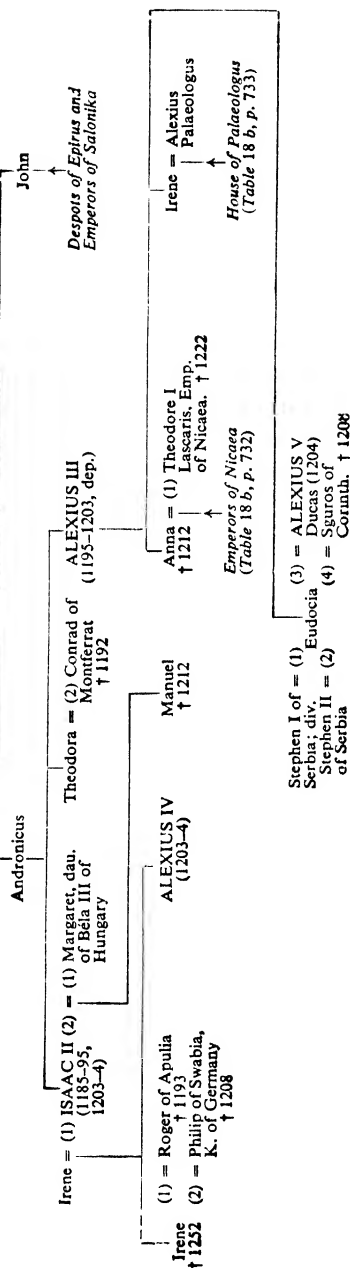 Andronicus
John
Despots of Epirus and
Emperors of Salonika
Irene = (1) ISAAC II (2) = (1) Margaret, dau.
(1185–95,
1203–4)
of Béla III of
Hungary
Theodora = (2) Conrad of
Montferrat
† 1192
ALEXIUS III
(1195–1203, dep.)
Irene
† 1252
(1) = Roger of Apulia
† 1193
(2) = Philip of Swabia,
K. of Germany
† 1208
ALEXIUS IV
(1203–4)
Manuel
† 1212
Anna = (1) Theodore I
† 1212
Lascaris, Emp.
of Nicaea. † 1222
Emperors of Nicaea
(Table 18 b, p. 732)
Irene = Alexius
Palaeologus
House of Palaeologus
(Table 18 b, p. 733)
Stephen I of = (1)
Serbia; div.
Stephen II = (2)
of Serbia
Eudocia
(3) = ALEXIUS V
Ducas (1204)
(4) = Sguros of
Corinth. † 1208